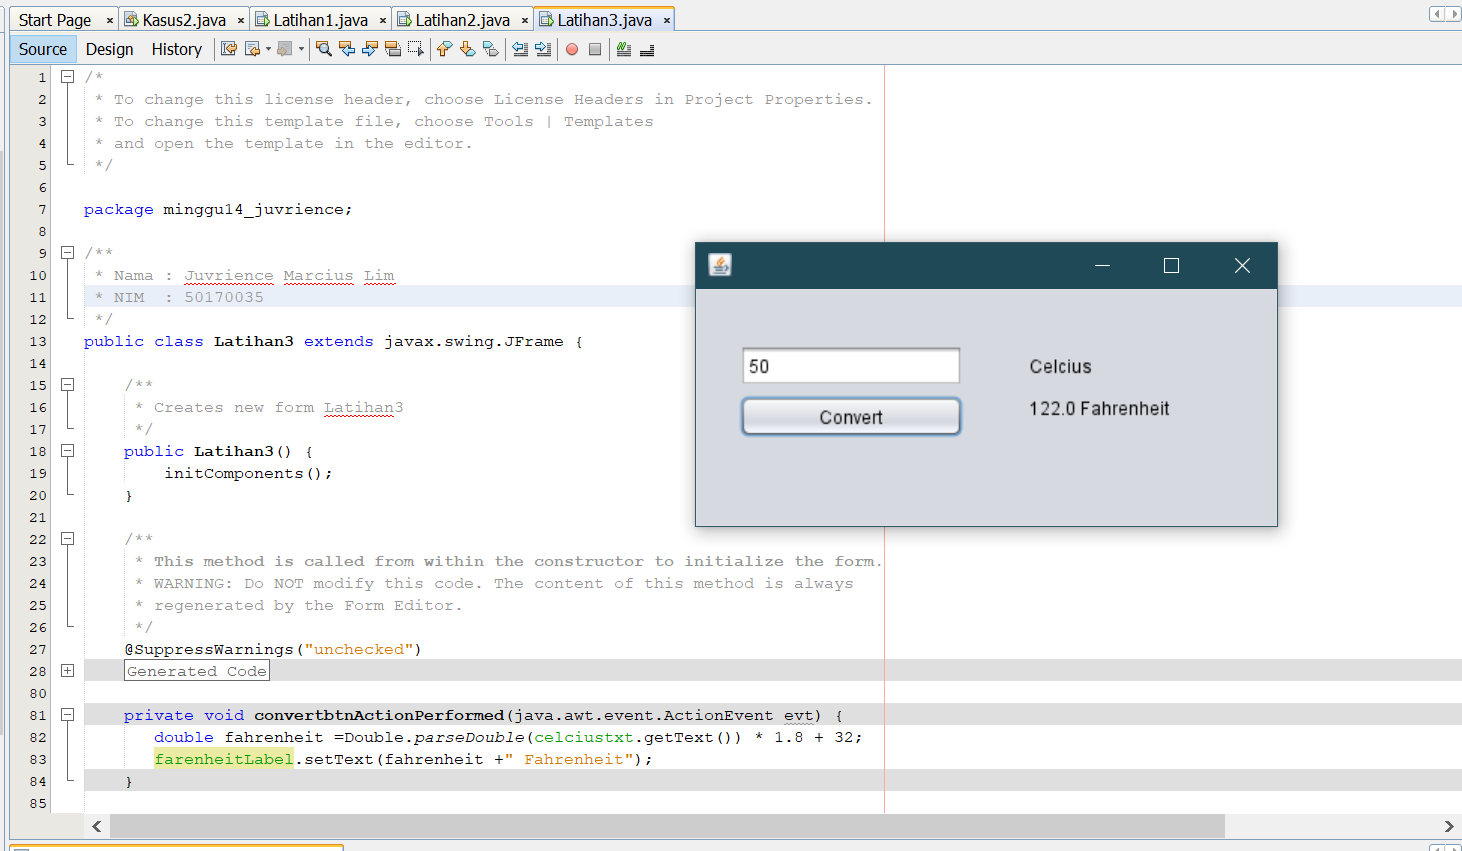 Start Page × Kasus2.java × Latihan1.java × Latihan2.java × Latihan3.java ×
Source Design History
1 /*
2 * To change this license header, choose License Headers in Project Properties.
3 * To change this template file, choose Tools | Templates
4 * and open the template in the editor.
5 */
6
7 package minggu14_juvrience;
8
9 /**
10 * Nama : Juvrience Marcius Lim
11 * NIM : 50170035
12 */
13 public class Latihan3 extends javax.swing.JFrame {
14
15 /**
16 * Creates new form Latihan3
17 */
18 public Latihan3() {
19 initComponents();
20 }
21
22 /**
23 * This method is called from within the constructor to initialize the form.
24 * WARNING: Do NOT modify this code. The content of this method is always
25 * regenerated by the Form Editor.
26 */
27 @SuppressWarnings("unchecked")
28 Generated Code
80
81 private void convertbtnActionPerformed(java.awt.event.ActionEvent evt) {
82 double fahrenheit =Double.parseDouble(celciustxt.getText()) * 1.8 + 32;
83 farenheitLabel.setText(fahrenheit +" Fahrenheit");
84 }
85
50 Celcius
Convert 122.0 Fahrenheit